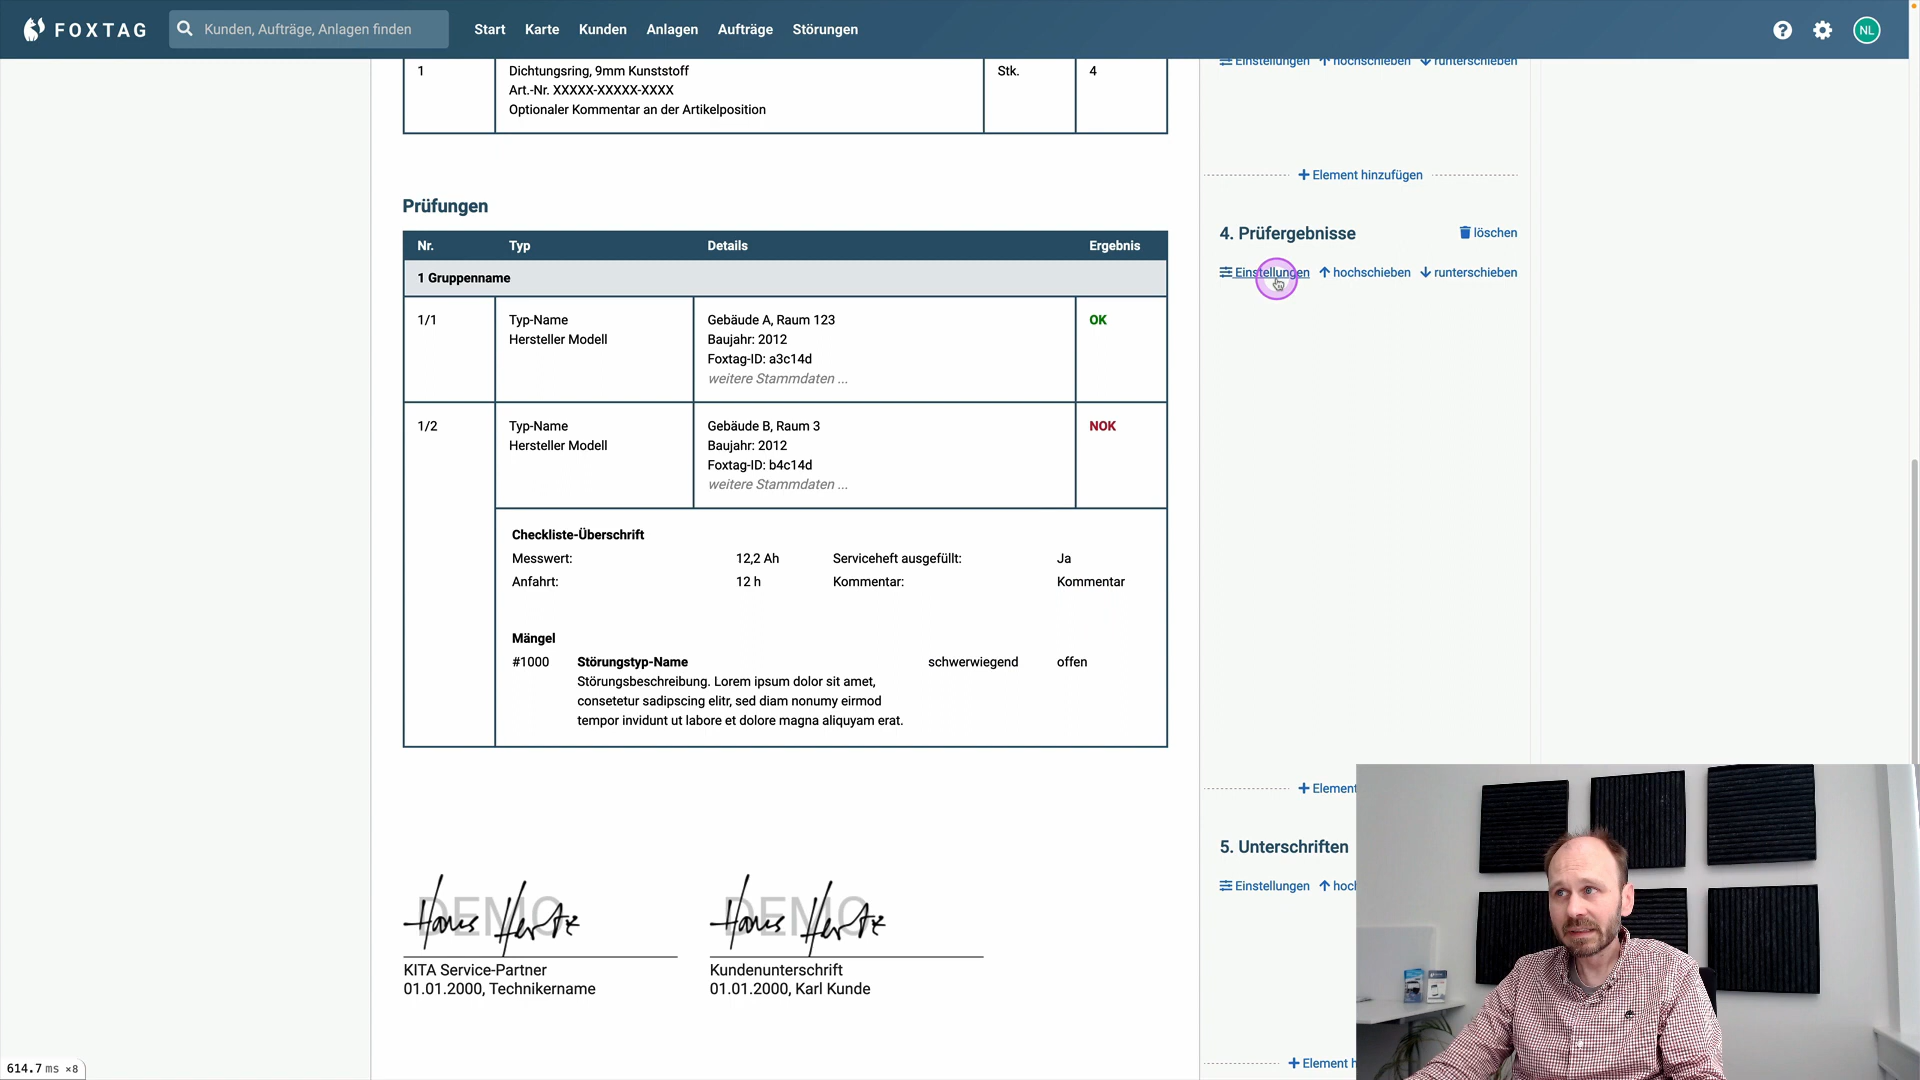 FOXTAG
Kunden, Aufträge, Anlagen finden
Start Karte Kunden Anlagen Aufträge Störungen
NL
Einstellungen hochschieben runterschieben
1 Dichtungsring, 9mm Kunststoff Stk. 4
Art.-Nr. XXXXX-XXXXX-XXXX
Optionaler Kommentar an der Artikelposition
Element hinzufügen
Prüfungen
4. Prüfergebnisse löschen
Einstellungen hochschieben runterschieben
Nr. Typ Details Ergebnis
1 Gruppenname
1/1 Typ-Name Gebäude A, Raum 123 OK
Hersteller Modell Baujahr: 2012
Foxtag-ID: a3c14d
weitere Stammdaten ...
1/2 Typ-Name Gebäude B, Raum 3 NOK
Hersteller Modell Baujahr: 2012
Foxtag-ID: b4c14d
weitere Stammdaten ...
Checkliste-Überschrift
Messwert: 12,2 Ah Serviceheft ausgefüllt: Ja
Anfahrt: 12 h Kommentar: Kommentar
Mängel
#1000 Störungstyp-Name schwerwiegend offen
Störungsbeschreibung. Lorem ipsum dolor sit amet,
consetetur sadipscing elitr, sed diam nonumy eirmod
tempor invidunt ut labore et dolore magna aliquyam erat.
Element
5. Unterschriften
Einstellungen hoch
DEMO DEMO
Hans Hertz Hans Hertz
KITA Service-Partner Kundenunterschrift
01.01.2000, Technikername 01.01.2000, Karl Kunde
Element h
614.7 ms ×8